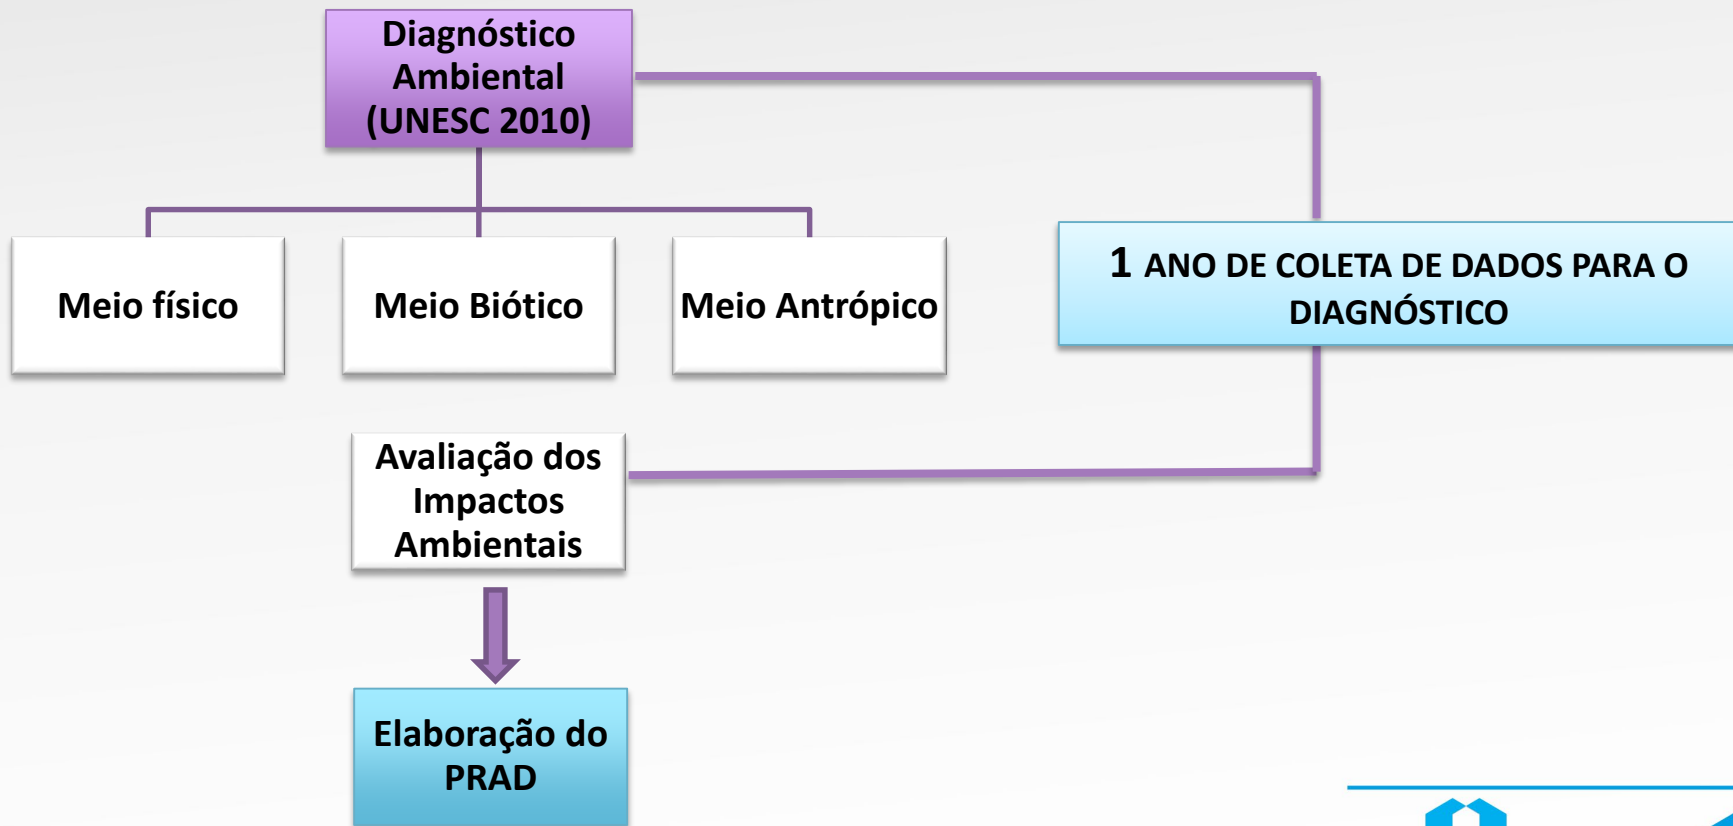 Diagnóstico
Ambiental
(UNESC 2010)
Meio físico
Meio Biótico
Meio Antrópico
1 ANO DE COLETA DE DADOS PARA O
DIAGNÓSTICO
Avaliação dos
Impactos
Ambientais
Elaboração do
PRAD